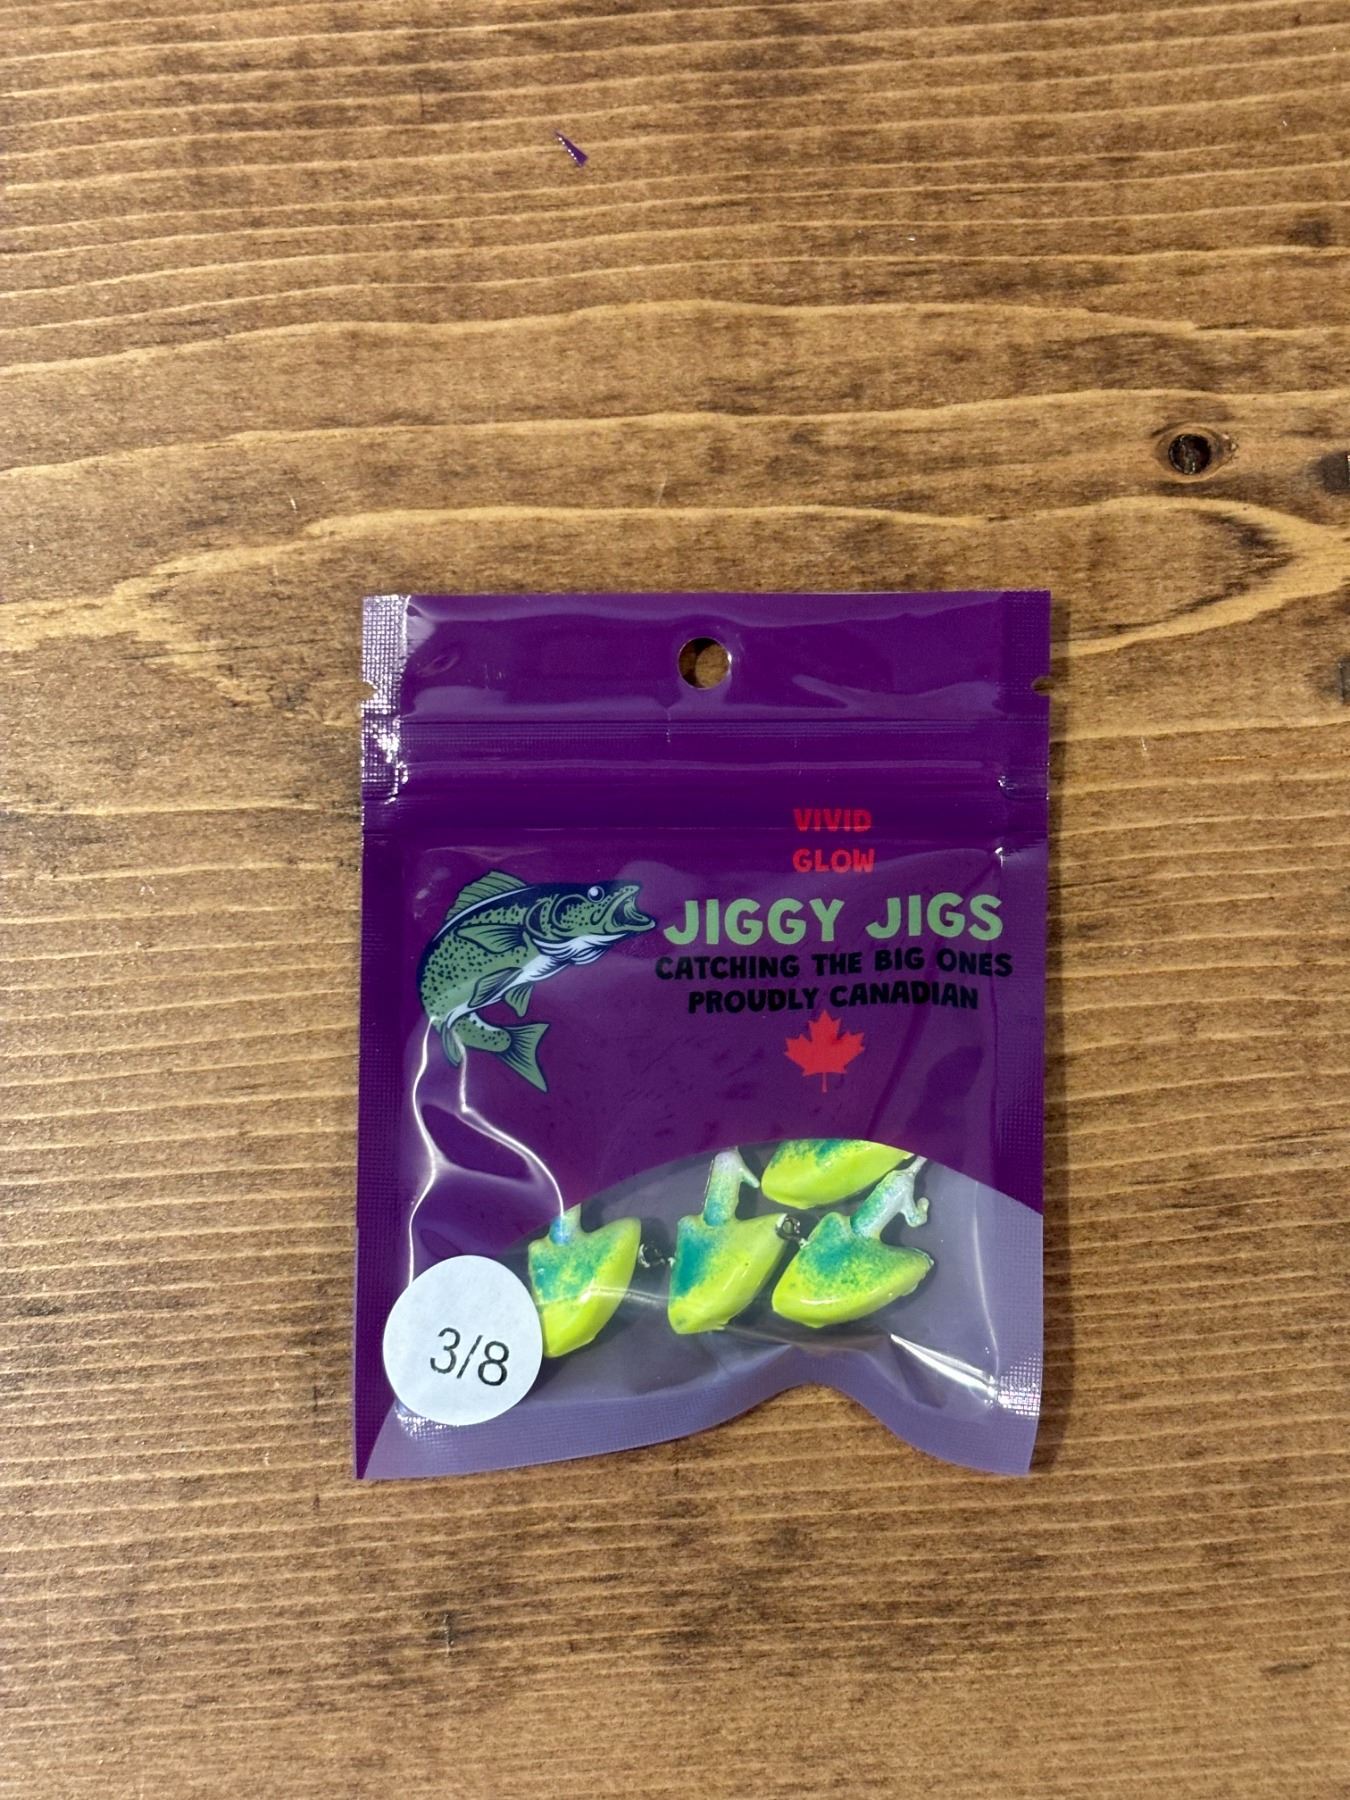 VIVID
GLOW
JIGGY JIGS
CATCHING THE BIG ONES
PROUDLY CANADIAN
3/8